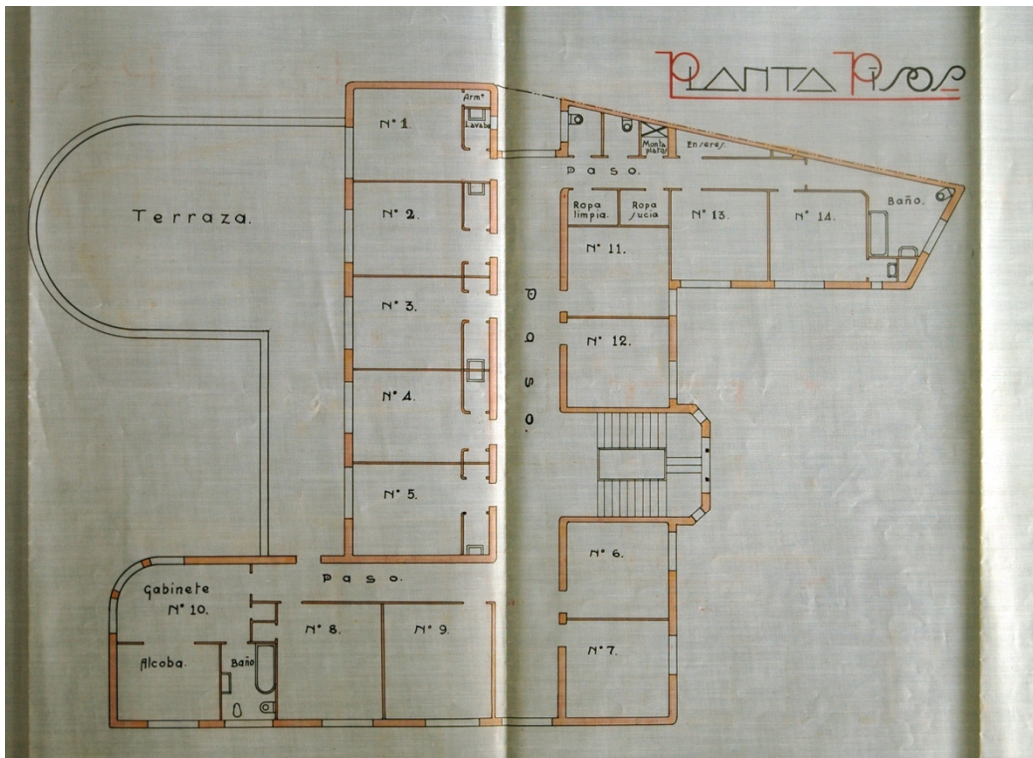 PLANTA PISOS
Armº
Nº 1.
Lavabo
Monta
platos
Enseres.
Paso.
Terraza.
Nº 2.
Ropa
limpia.
Ropa
sucia
Nº 13.
Nº 14.
Baño.
Nº 11.
Nº 3.
Paso.
Nº 12.
Nº 4.
Nº 5.
Nº 6.
Paso.
Gabinete
Nº 10.
Nº 8.
Nº 9.
Alcoba.
Baño
Nº 7.